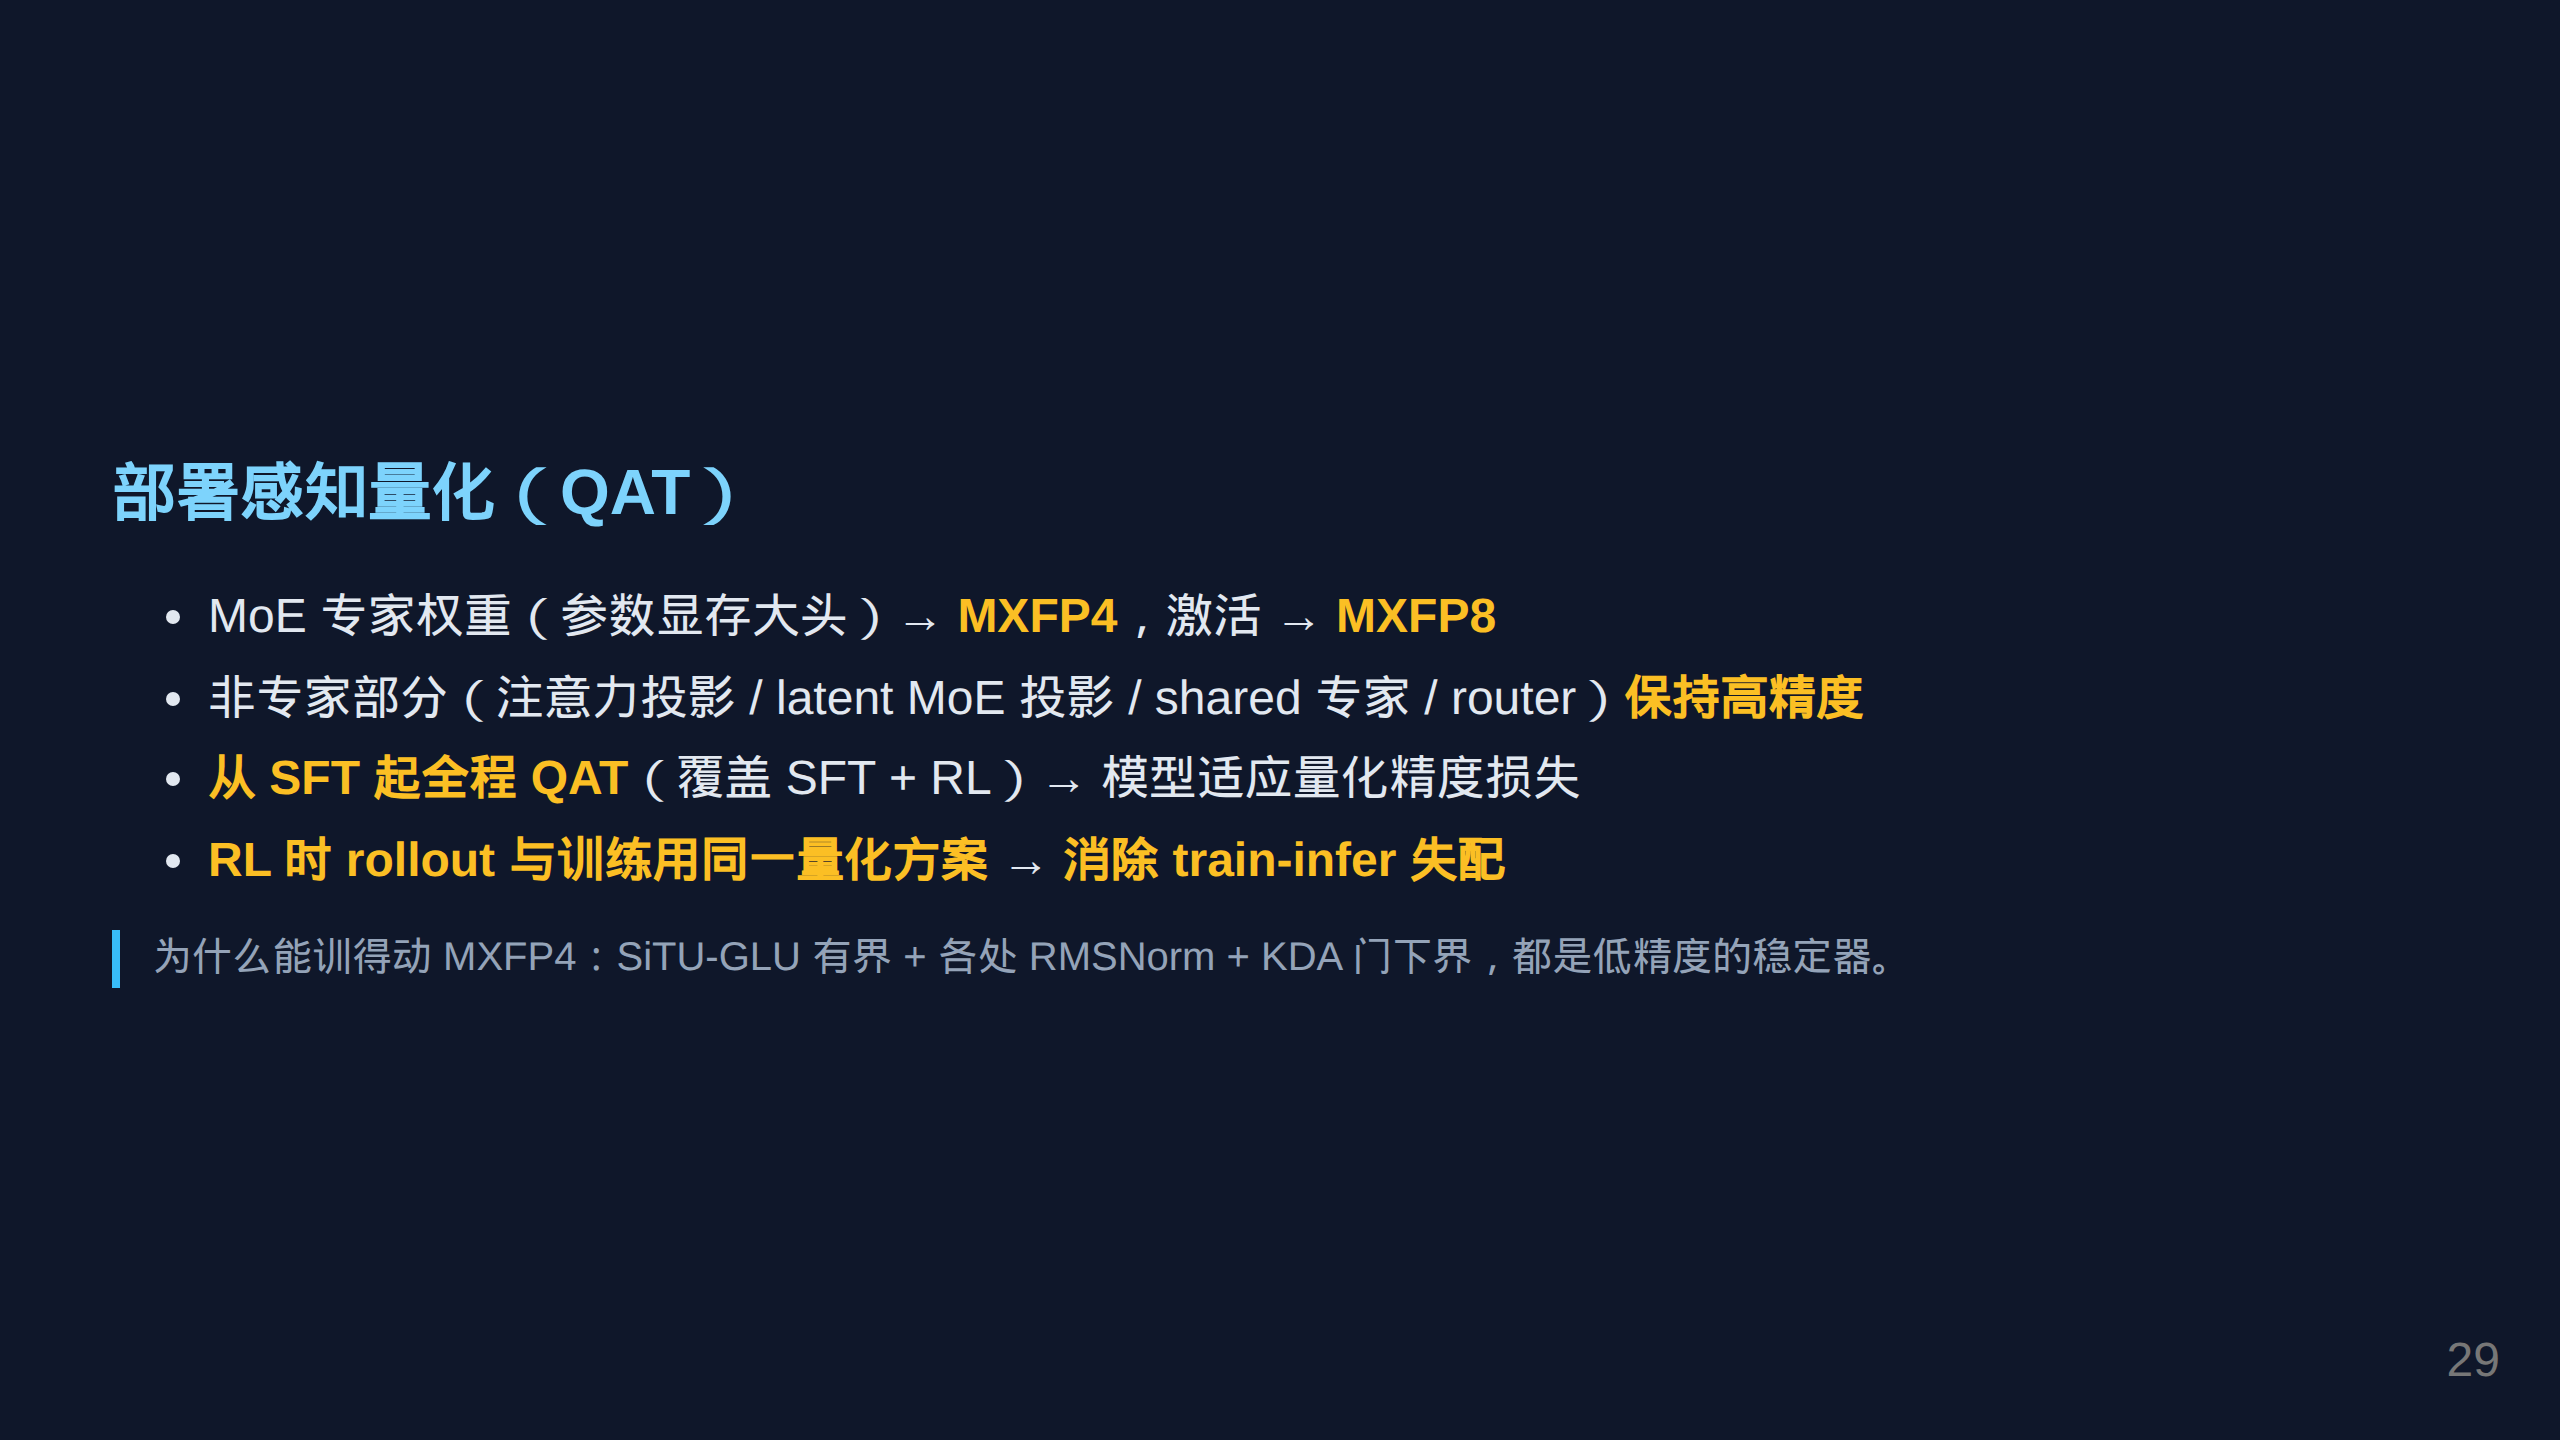 部署感知量化（QAT）
• MoE 专家权重（参数显存大头）→ MXFP4，激活 → MXFP8
• 非专家部分（注意力投影 / latent MoE 投影 / shared 专家 / router）保持高精度
• 从 SFT 起全程 QAT（覆盖 SFT + RL）→ 模型适应量化精度损失
• RL 时 rollout 与训练用同一量化方案 → 消除 train-infer 失配
为什么能训得动 MXFP4：SiTU-GLU 有界 + 各处 RMSNorm + KDA 门下界，都是低精度的稳定器。
29